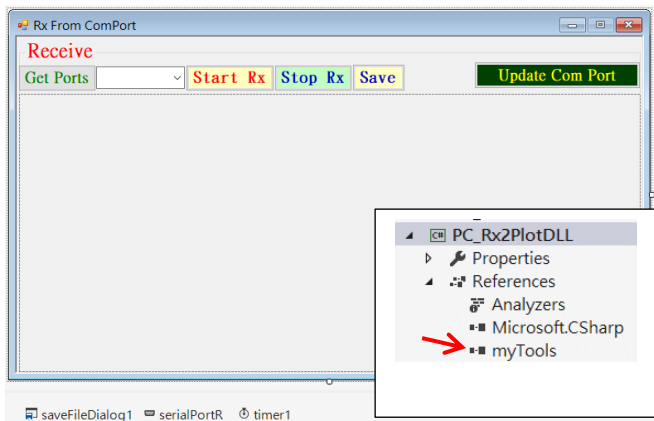 Rx From ComPort
Receive
Get Ports Start Rx Stop Rx Save Update Com Port
PC_Rx2PlotDLL
Properties
References
Analyzers
Microsoft.CSharp
myTools
saveFileDialog1 serialPortR timer1